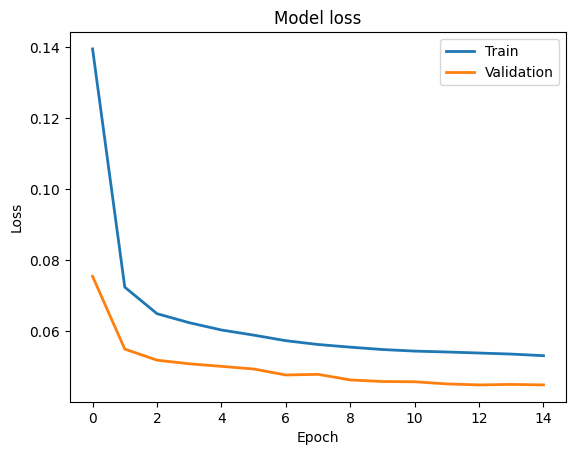 Model loss
Train
Validation
0.14
0.12
0.10
0.08
0.06
Loss
0 2 4 6 8 10 12 14
Epoch